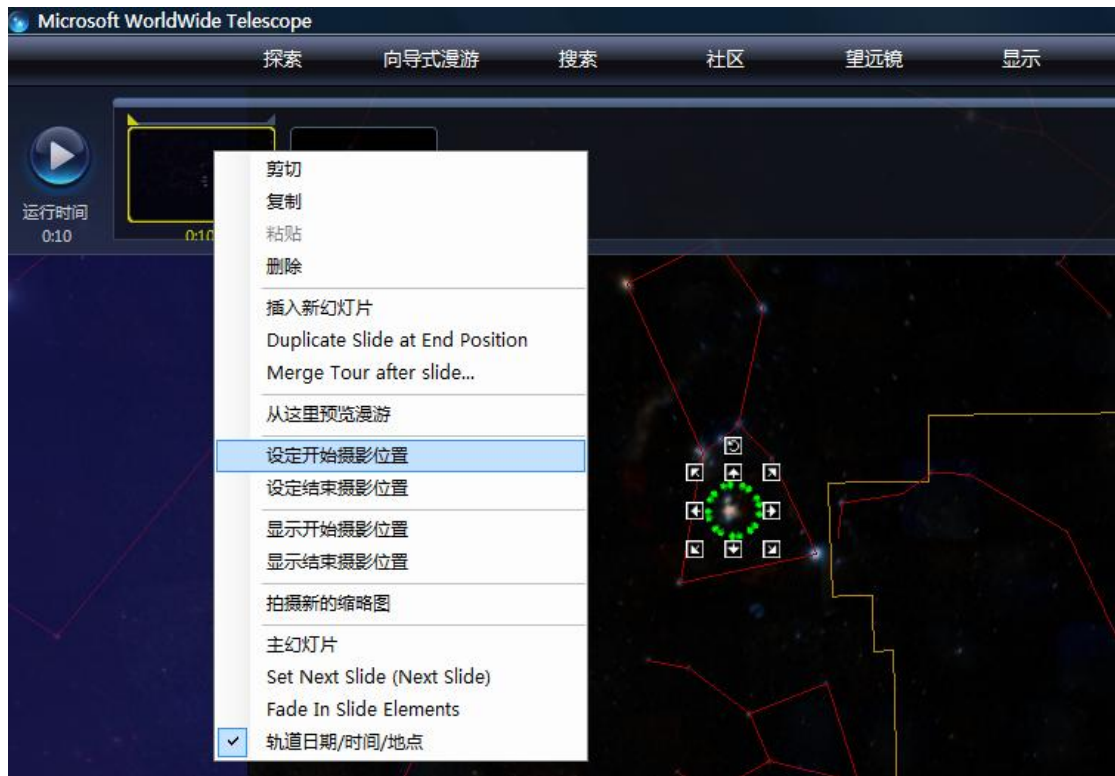 Microsoft WorldWide Telescope
探索 向导式漫游 搜索 社区 望远镜 显示
运行时间
0:10
0:10
剪切
复制
粘贴
删除
插入新幻灯片
Duplicate Slide at End Position
Merge Tour after slide...
从这里预览漫游
设定开始摄影位置
设定结束摄影位置
显示开始摄影位置
显示结束摄影位置
拍摄新的缩略图
主幻灯片
Set Next Slide (Next Slide)
Fade In Slide Elements
轨道日期/时间/地点